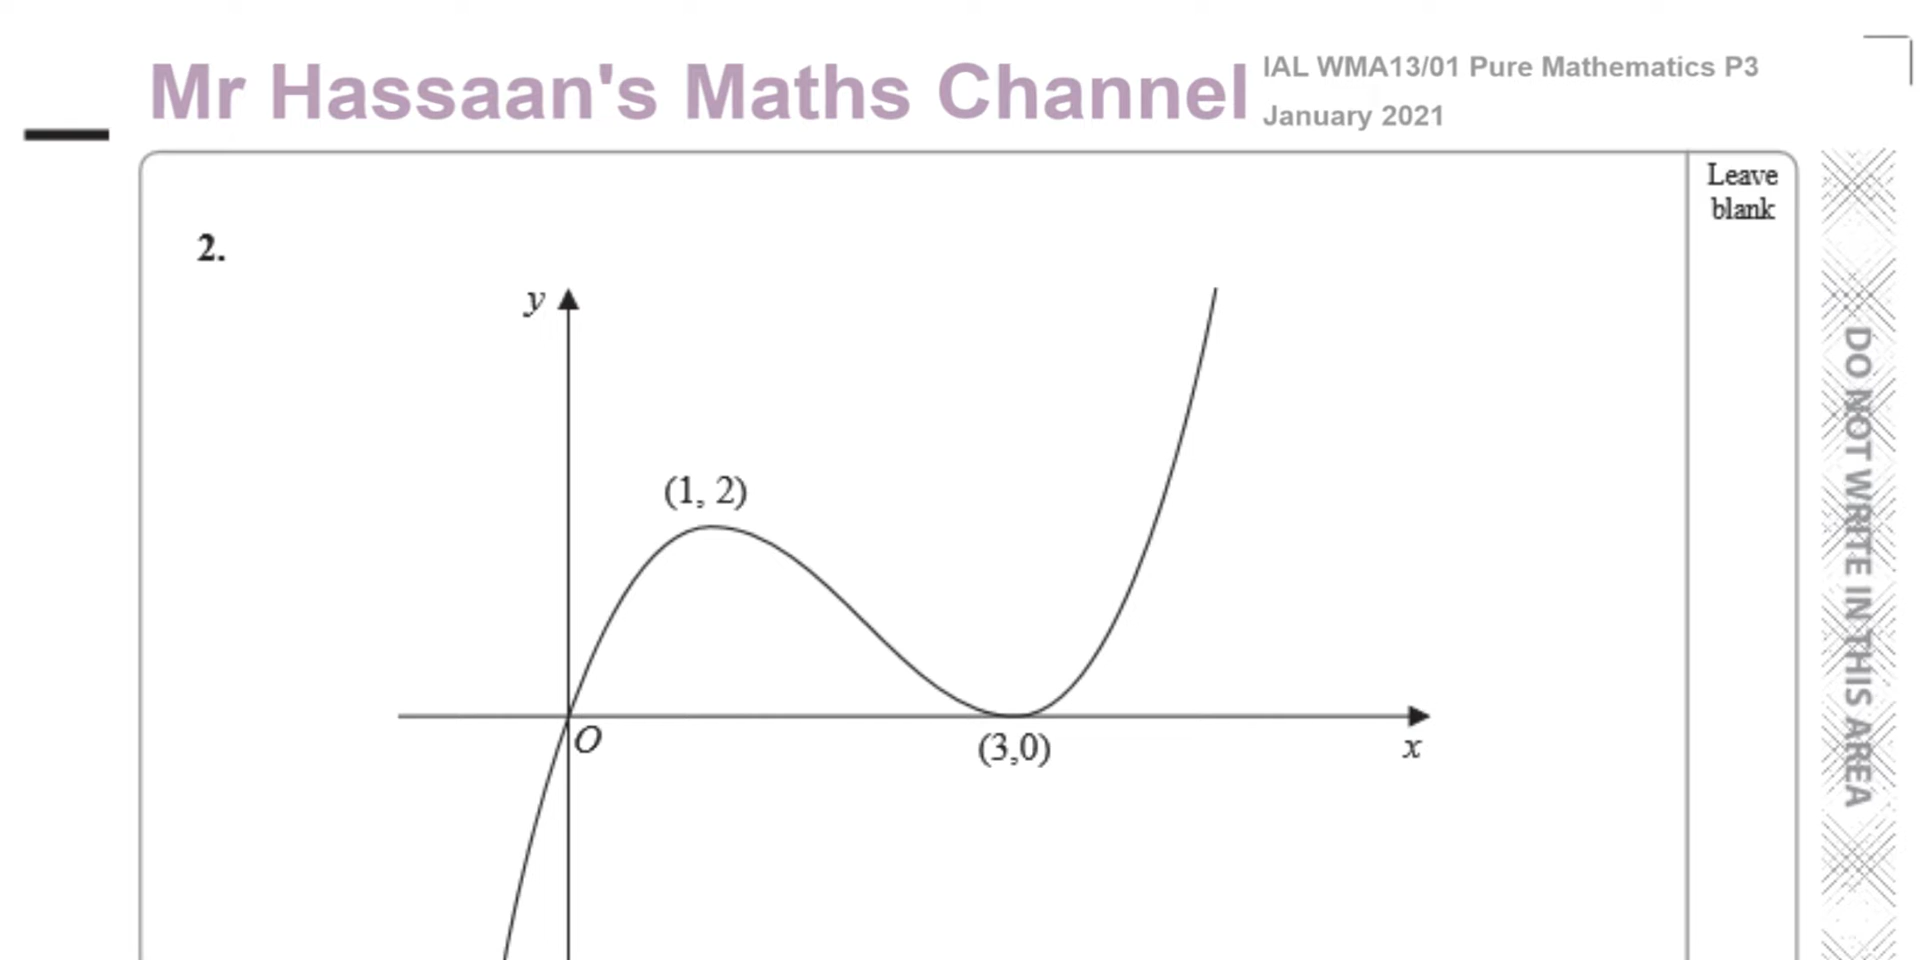 Mr Hassaan's Maths Channel
IAL WMA13/01 Pure Mathematics P3
January 2021
Leave
blank
2.
y
(1, 2)
O
(3,0)
x
DO NOT WRITE IN THIS AREA